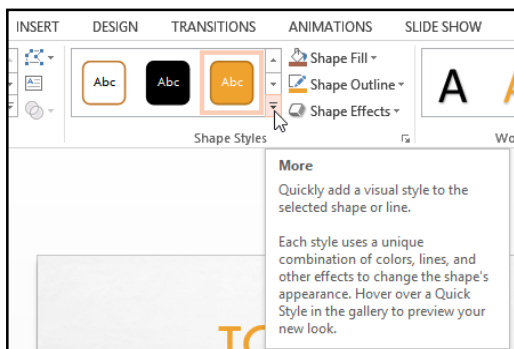 INSERT DESIGN TRANSITIONS ANIMATIONS SLIDE SHOW
Abc Abc Abc
Shape Fill
Shape Outline
Shape Effects
A
Shape Styles
More
Quickly add a visual style to the
selected shape or line.
Each style uses a unique
combination of colors, lines, and
other effects to change the shape's
appearance. Hover over a Quick
Style in the gallery to preview your
new look.